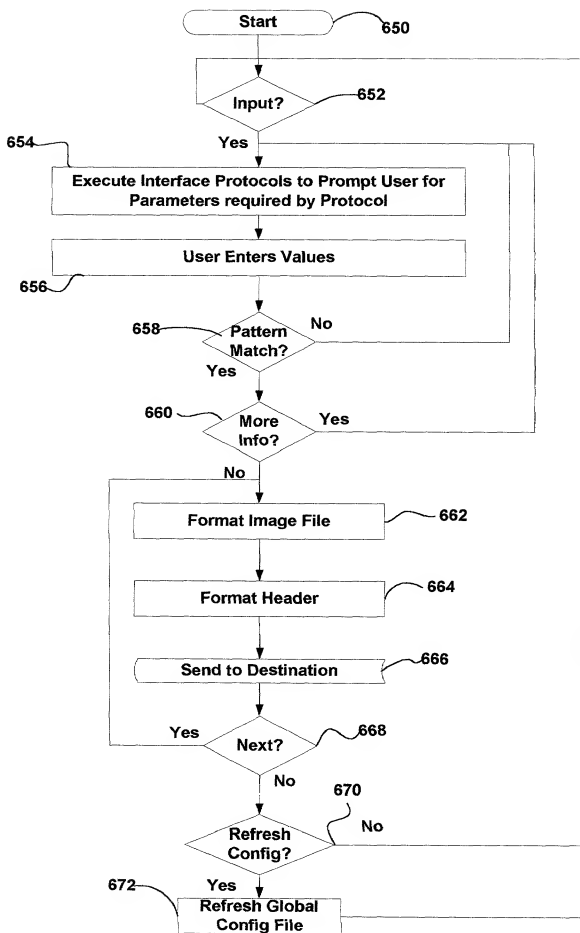 Start
650
Input?
652
Yes
654
Execute Interface Protocols to Prompt User for
Parameters required by Protocol
User Enters Values
656
658
Pattern
Match?
No
Yes
660
More
Info?
Yes
No
Format Image File
662
Format Header
664
Send to Destination
666
Yes
Next?
668
No
670
Refresh
Config?
No
Yes
672
Refresh Global
Config File